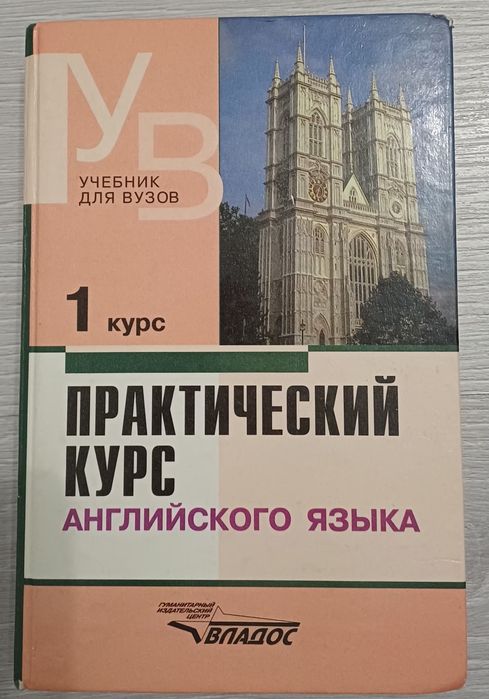 УВ
УЧЕБНИК
ДЛЯ ВУЗОВ
1 курс
ПРАКТИЧЕСКИЙ
КУРС
АНГЛИЙСКОГО ЯЗЫКА
ГУМАНИТАРНЫЙ
ИЗДАТЕЛЬСКИЙ
ЦЕНТР
ВЛАДОС